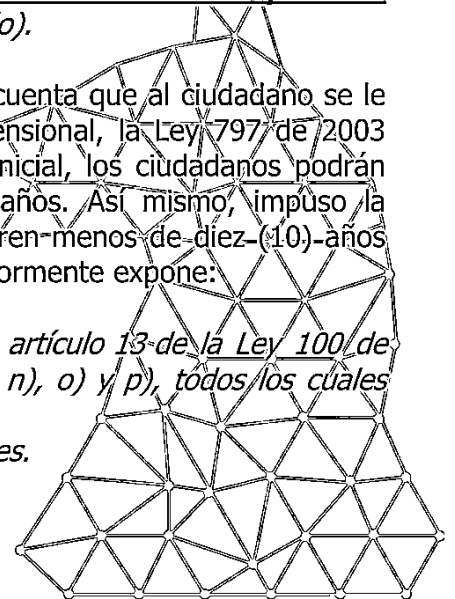 o).
cuenta que al ciudadano se le
ensional, la Ley 797 de 2003
inicial, los ciudadanos podrán
años. Así mismo, impuso la
ren menos de diez (10) años
ormente expone:
artículo 13 de la Ley 100 de
n), o) y p), todos los cuales
es.